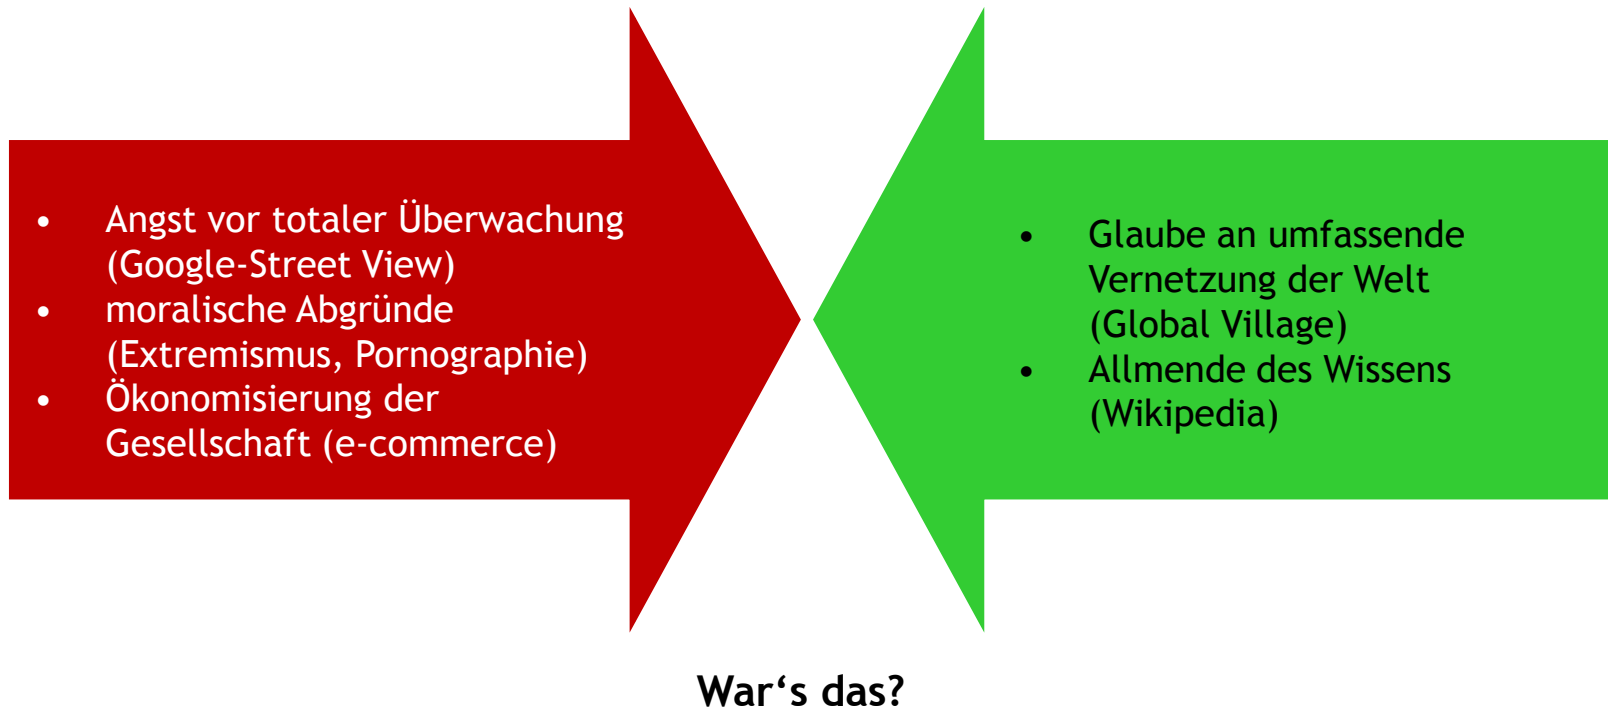 • Angst vor totaler Überwachung
(Google-Street View)
• moralische Abgründe
(Extremismus, Pornographie)
• Ökonomisierung der
Gesellschaft (e-commerce)
• Glaube an umfassende
Vernetzung der Welt
(Global Village)
• Allmende des Wissens
(Wikipedia)
War‘s das?